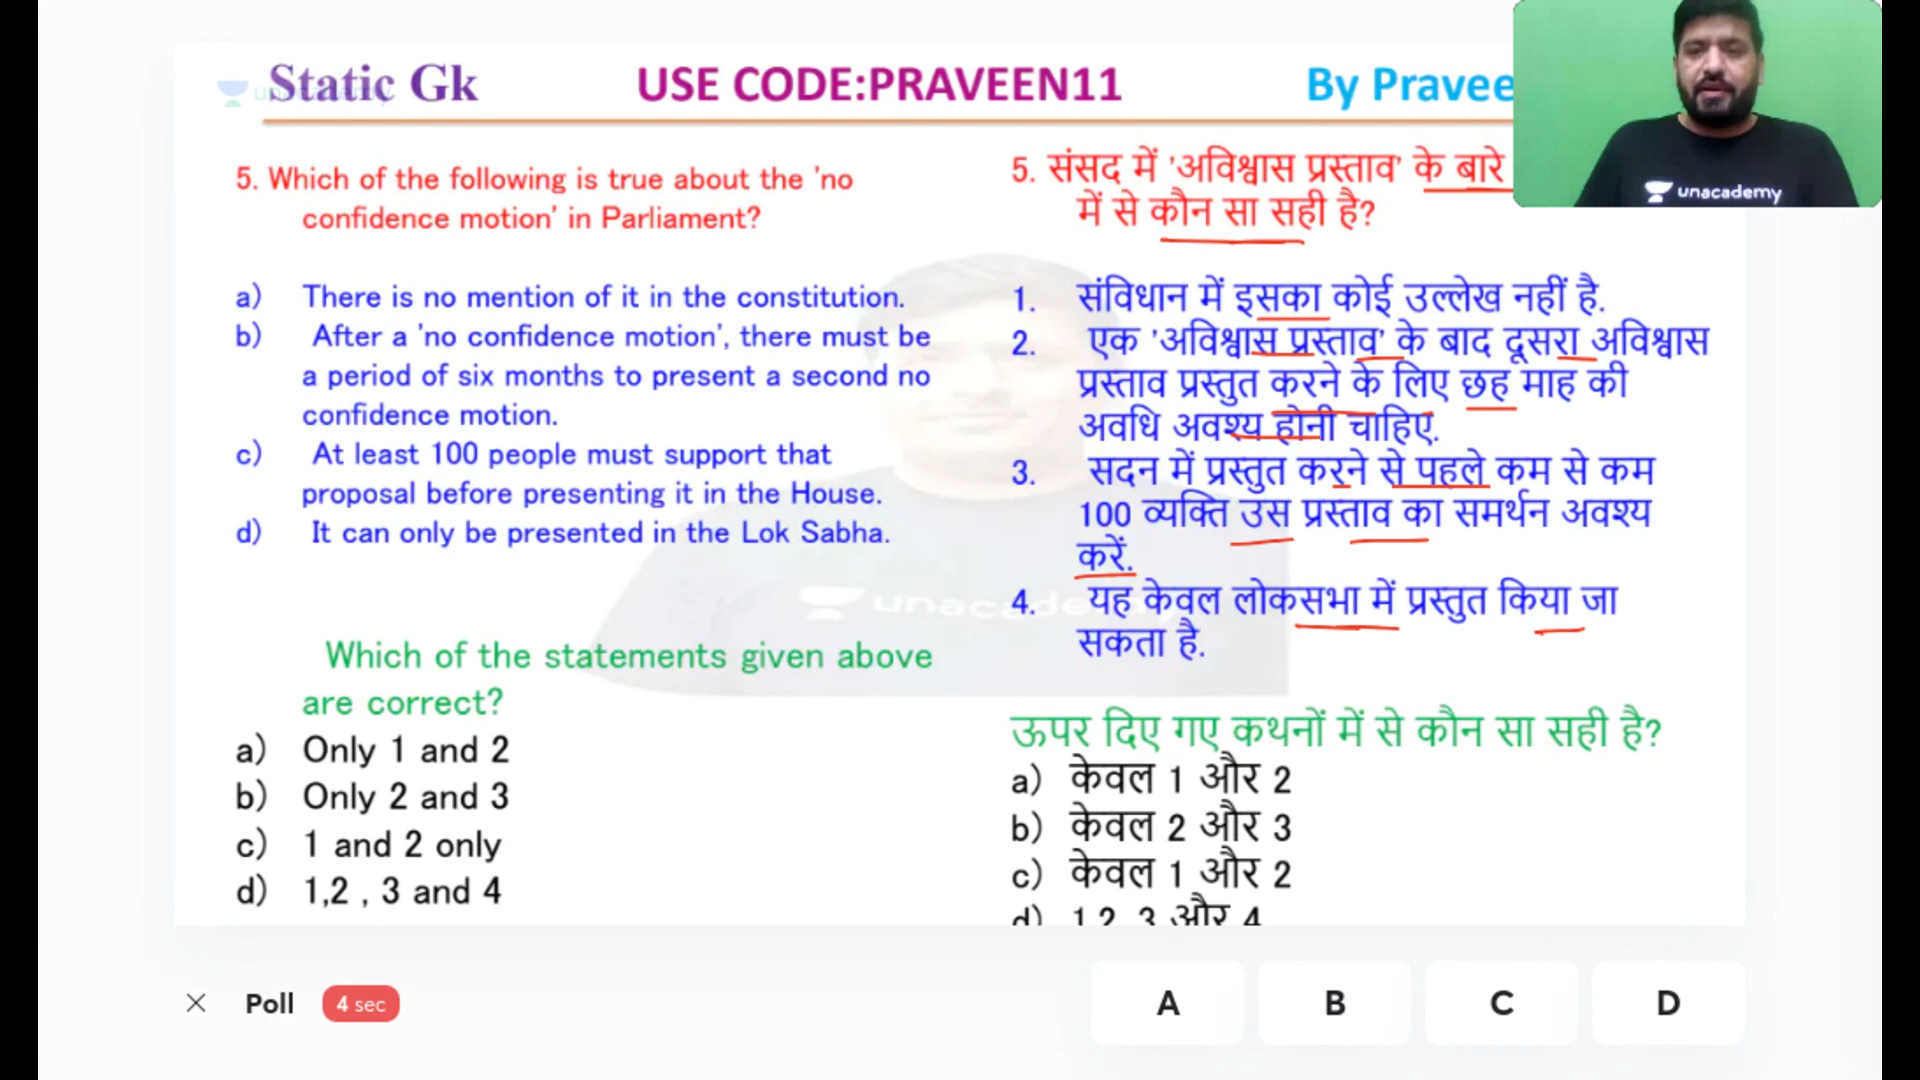 Static Gk
USE CODE:PRAVEEN11
By Pravee
unacademy
5. Which of the following is true about the 'no
confidence motion' in Parliament?
a) There is no mention of it in the constitution.
b) After a 'no confidence motion', there must be
a period of six months to present a second no
confidence motion.
c) At least 100 people must support that
proposal before presenting it in the House.
d) It can only be presented in the Lok Sabha.
Which of the statements given above
are correct?
a) Only 1 and 2
b) Only 2 and 3
c) 1 and 2 only
d) 1,2 , 3 and 4
5. संसद में 'अविश्वास प्रस्ताव' के बारे
में से कौन सा सही है?
1. संविधान में इसका कोई उल्लेख नहीं है.
2. एक 'अविश्वास प्रस्ताव' के बाद दूसरा अविश्वास
प्रस्ताव प्रस्तुत करने के लिए छह माह की
अवधि अवश्य होनी चाहिए.
3. सदन में प्रस्तुत करने से पहले कम से कम
100 व्यक्ति उस प्रस्ताव का समर्थन अवश्य
करें.
4. यह केवल लोकसभा में प्रस्तुत किया जा
सकता है.
ऊपर दिए गए कथनों में से कौन सा सही है?
a) केवल 1 और 2
b) केवल 2 और 3
c) केवल 1 और 2
d) 1,2, 3 और 4
unacademy
unacademy
Poll 4 sec
A B C D